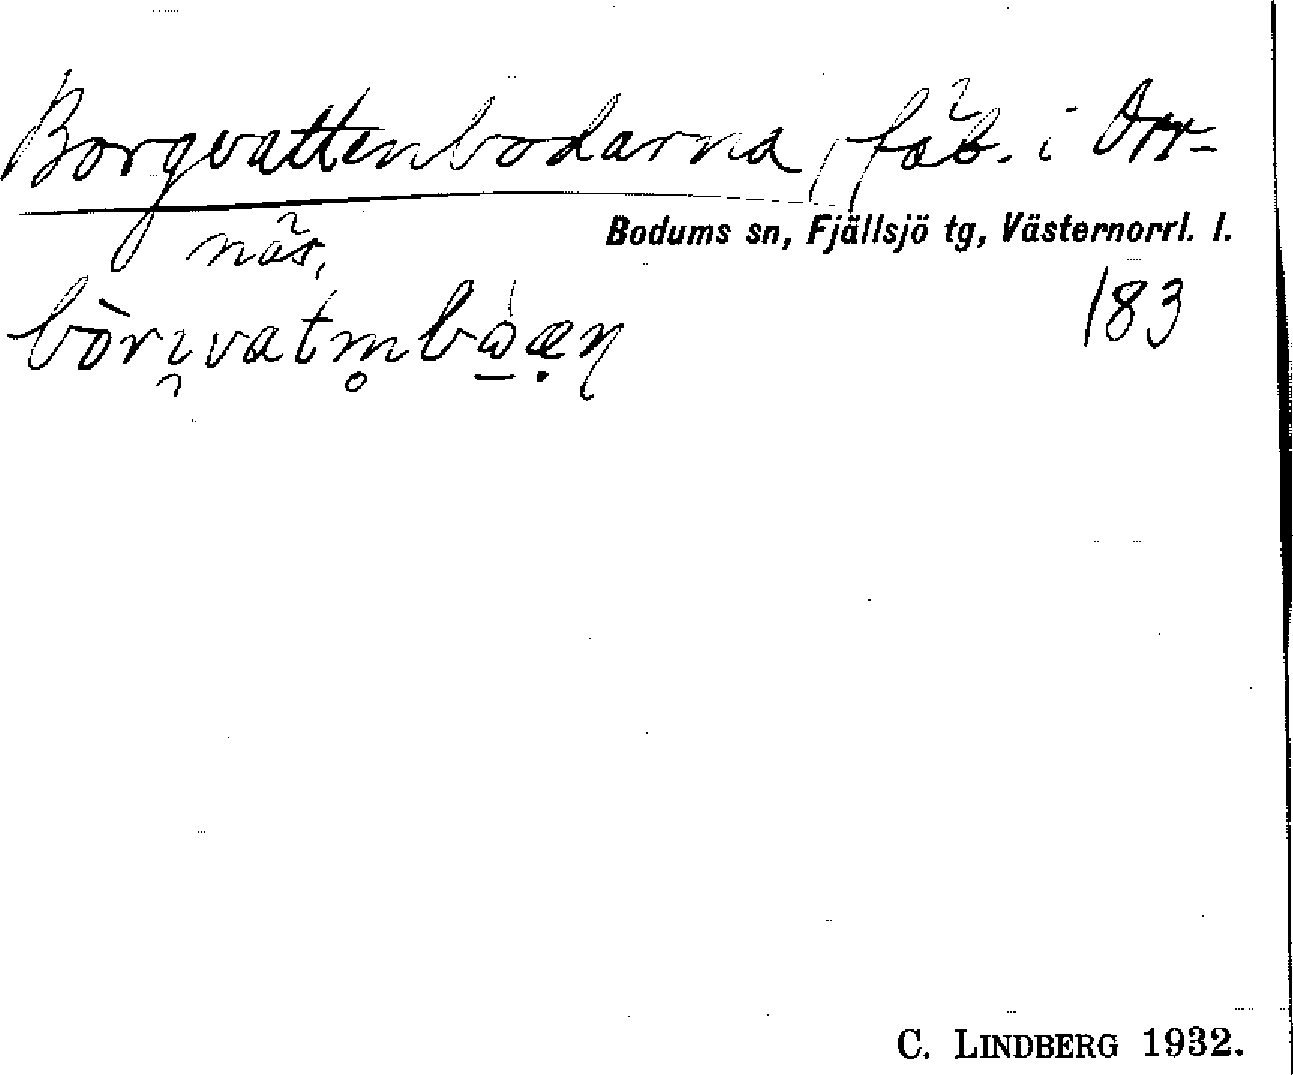 Borgvattenbodarna, fäb. i Orr-
näs,
Bodums sn, Fjällsjö tg, Västernorrl. l.
183
C. LINDBERG 1932.